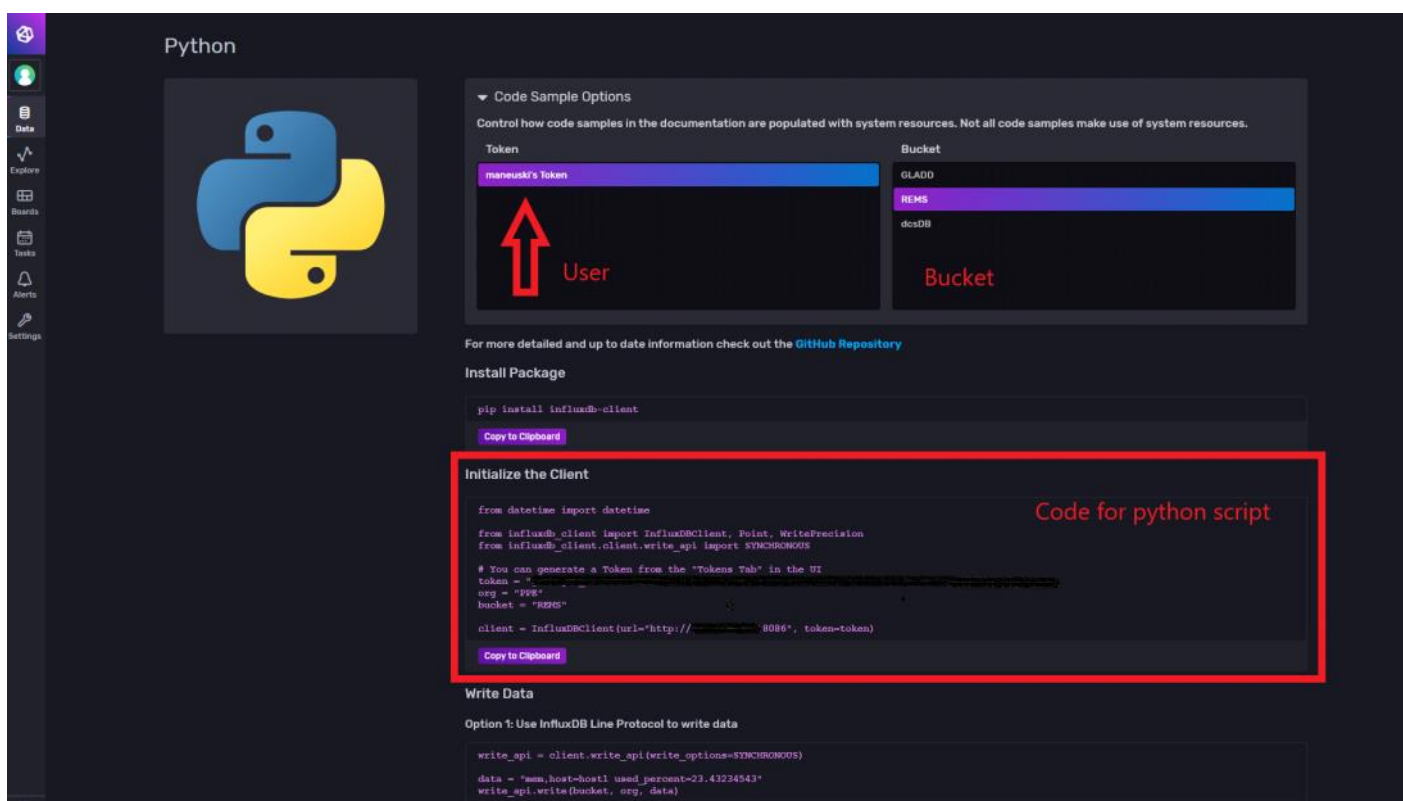 Python
Data
Explore
Boards
Tasks
Alerts
Settings
Code Sample Options
Control how code samples in the documentation are populated with system resources. Not all code samples make use of system resources.
Token
Bucket
maneuski's Token
GLADD
REMS
dcsDB
User
Bucket
For more detailed and up to date information check out the GitHub Repository
Install Package
pip install influxdb-client
Copy to Clipboard
Initialize the Client
Code for python script
from datetime import datetime
from influxdb_client import InfluxDBClient, Point, WritePrecision
from influxdb_client.client.write_api import SYNCHRONOUS
# You can generate a Token from the "Tokens Tab" in the UI
token = "
org = "PPE"
bucket = "REMS"
client = InfluxDBClient(url="http:// 8086", token=token)
Copy to Clipboard
Write Data
Option 1: Use InfluxDB Line Protocol to write data
write_api = client.write_api(write_options=SYNCHRONOUS)
data = "mem,host=host1 used_percent=23.43234543"
write_api.write(bucket, org, data)